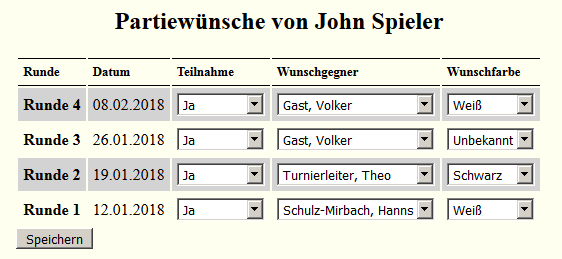 Partiewünsche von John Spieler
Runde Datum Teilnahme Wunschgegner Wunschfarbe
Runde 4 08.02.2018 Ja Gast, Volker Weiß
Runde 3 26.01.2018 Ja Gast, Volker Unbekannt
Runde 2 19.01.2018 Ja Turnierleiter, Theo Schwarz
Runde 1 12.01.2018 Ja Schulz-Mirbach, Hanns Weiß
Speichern